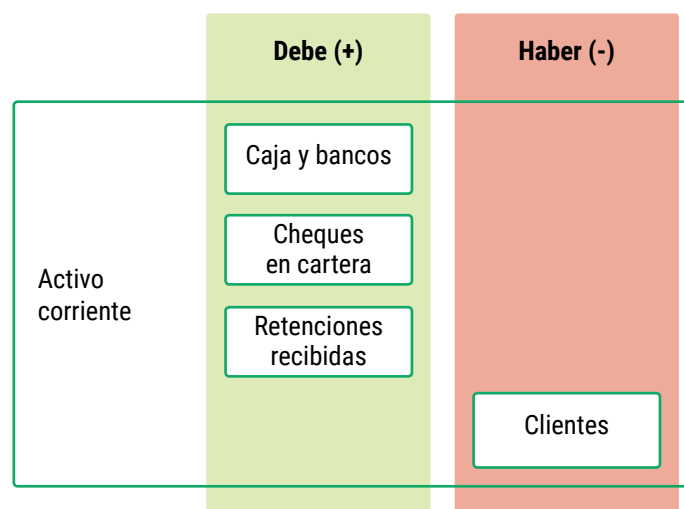 Debe (+)
Haber (-)
Caja y bancos
Cheques
en cartera
Activo
corriente
Retenciones
recibidas
Clientes